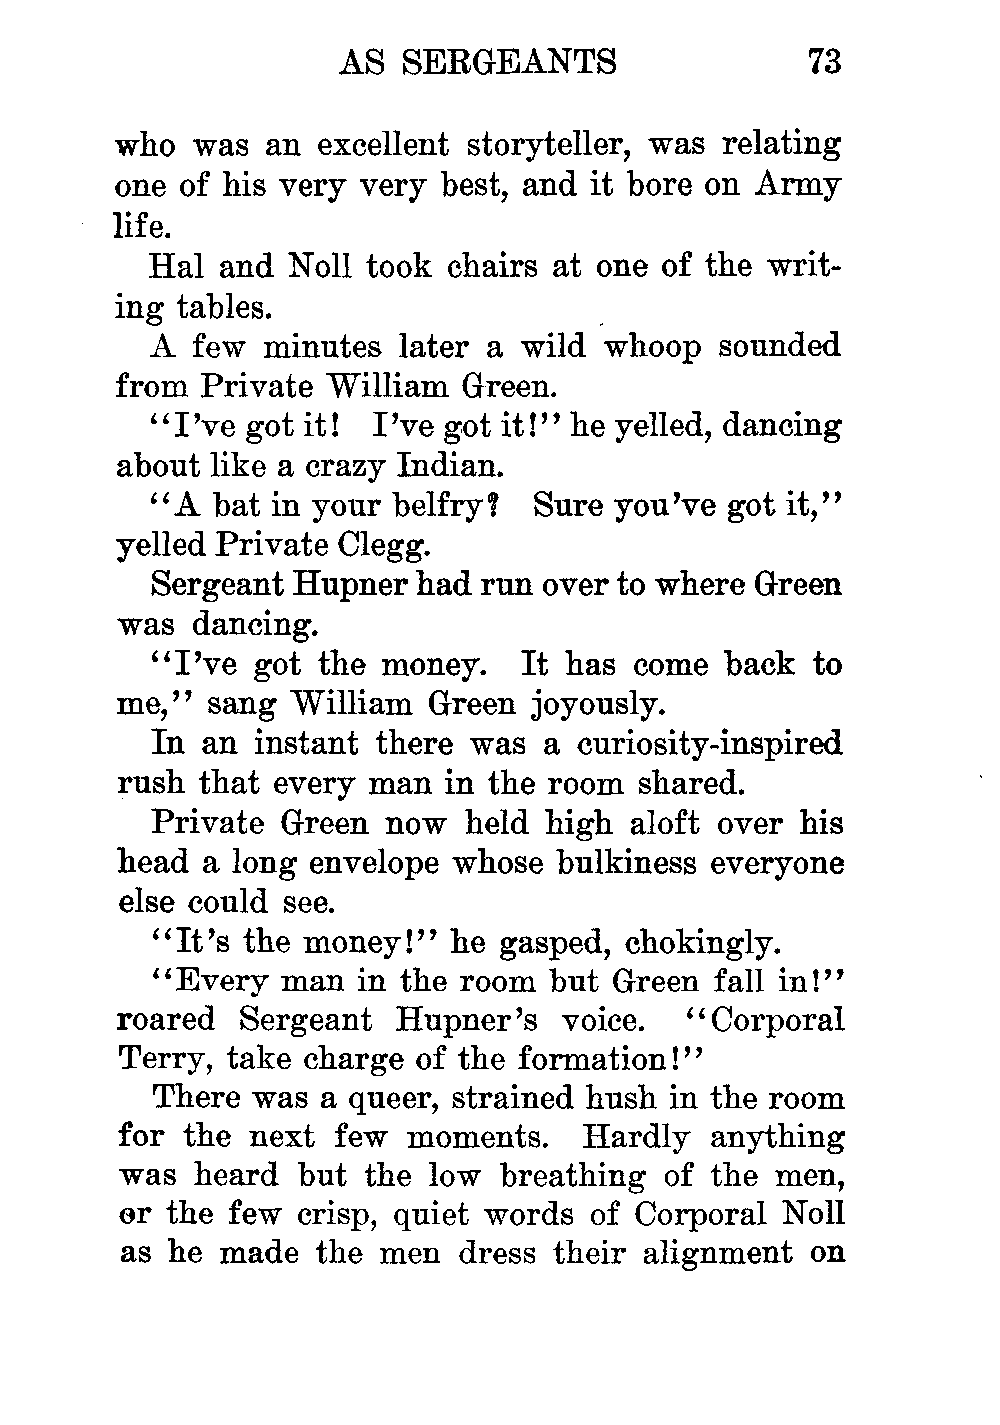 AS SERGEANTS 73
who was an excellent storyteller, was relating
one of his very very best, and it bore on Army
life.
Hal and Noll took chairs at one of the writ-
ing tables.
A few minutes later a wild whoop sounded
from Private William Green.
“I’ve got it! I’ve got it!” he yelled, dancing
about like a crazy Indian.
“A bat in your belfry? Sure you’ve got it,”
yelled Private Clegg.
Sergeant Hupner had run over to where Green
was dancing.
“I’ve got the money. It has come back to
me,” sang William Green joyously.
In an instant there was a curiosity-inspired
rush that every man in the room shared.
Private Green now held high aloft over his
head a long envelope whose bulkiness everyone
else could see.
“It’s the money!” he gasped, chokingly.
“Every man in the room but Green fall in!”
roared Sergeant Hupner’s voice. “Corporal
Terry, take charge of the formation!”
There was a queer, strained hush in the room
for the next few moments. Hardly anything
was heard but the low breathing of the men,
or the few crisp, quiet words of Corporal Noll
as he made the men dress their alignment on